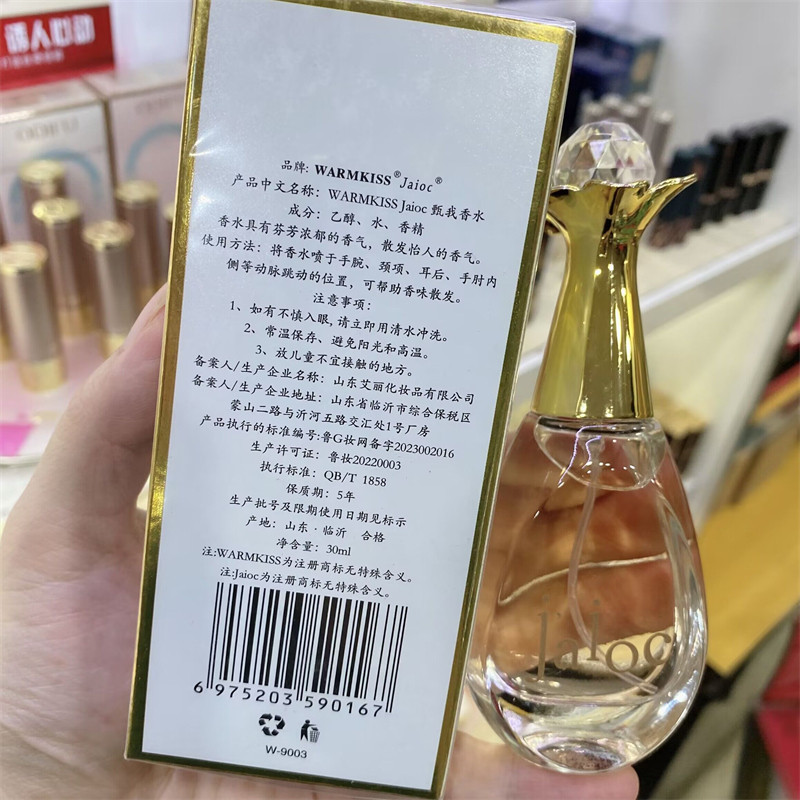 诱人心动
品牌: WARMKISS®Jaioc®
产品中文名称: WARMKISS Jaioc 甄我香水
成分: 乙醇、水、香精
香水具有芬芳浓郁的香气，散发怡人的香气。
使用方法: 将香水喷于手腕、颈项、耳后、手肘内
侧等动脉跳动的位置，可帮助香味散发。
注意事项:
1、如有不慎入眼,请立即用清水冲洗。
2、常温保存、避免阳光和高温。
3、放儿童不宜接触的地方。
备案人/生产企业名称: 山东艾丽化妆品有限公司
备案人/生产企业地址: 山东省临沂市综合保税区
蒙山二路与沂河五路交汇处1号厂房
产品执行的标准编号:鲁G妆网备字2023002016
生产许可证: 鲁妆20220003
执行标准: QB/T 1858
保质期: 5年
生产批号及限期使用日期见标示
产地: 山东·临沂 合格
净含量: 30ml
注:WARMKISS为注册商标无特殊含义。
注:Jaioc为注册商标无特殊含义。
6 975203 590167
W-9003
jaioc